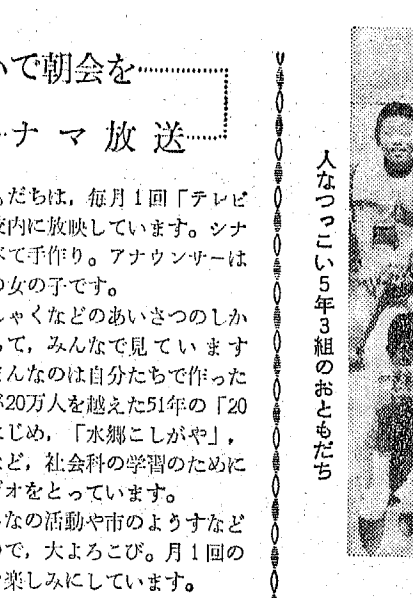 いで朝会を
ナマ放送
もだちは，毎月1回「テレビ
校内に放映しています。シナ
べて手作り。アナウンサーは
の女の子です。
しゃくなどのあいさつのしか
って，みんなで見ています
さんなのは自分たちで作った
が20万人を越えた51年の「20
はじめ，「水郷こしがや」，
など，社会科の学習のために
デオをとっています。
んなの活動や市のようすなど
ので，大よろこび。月1回の
を楽しみにしています。
人なつっこい5年3組のおともだち